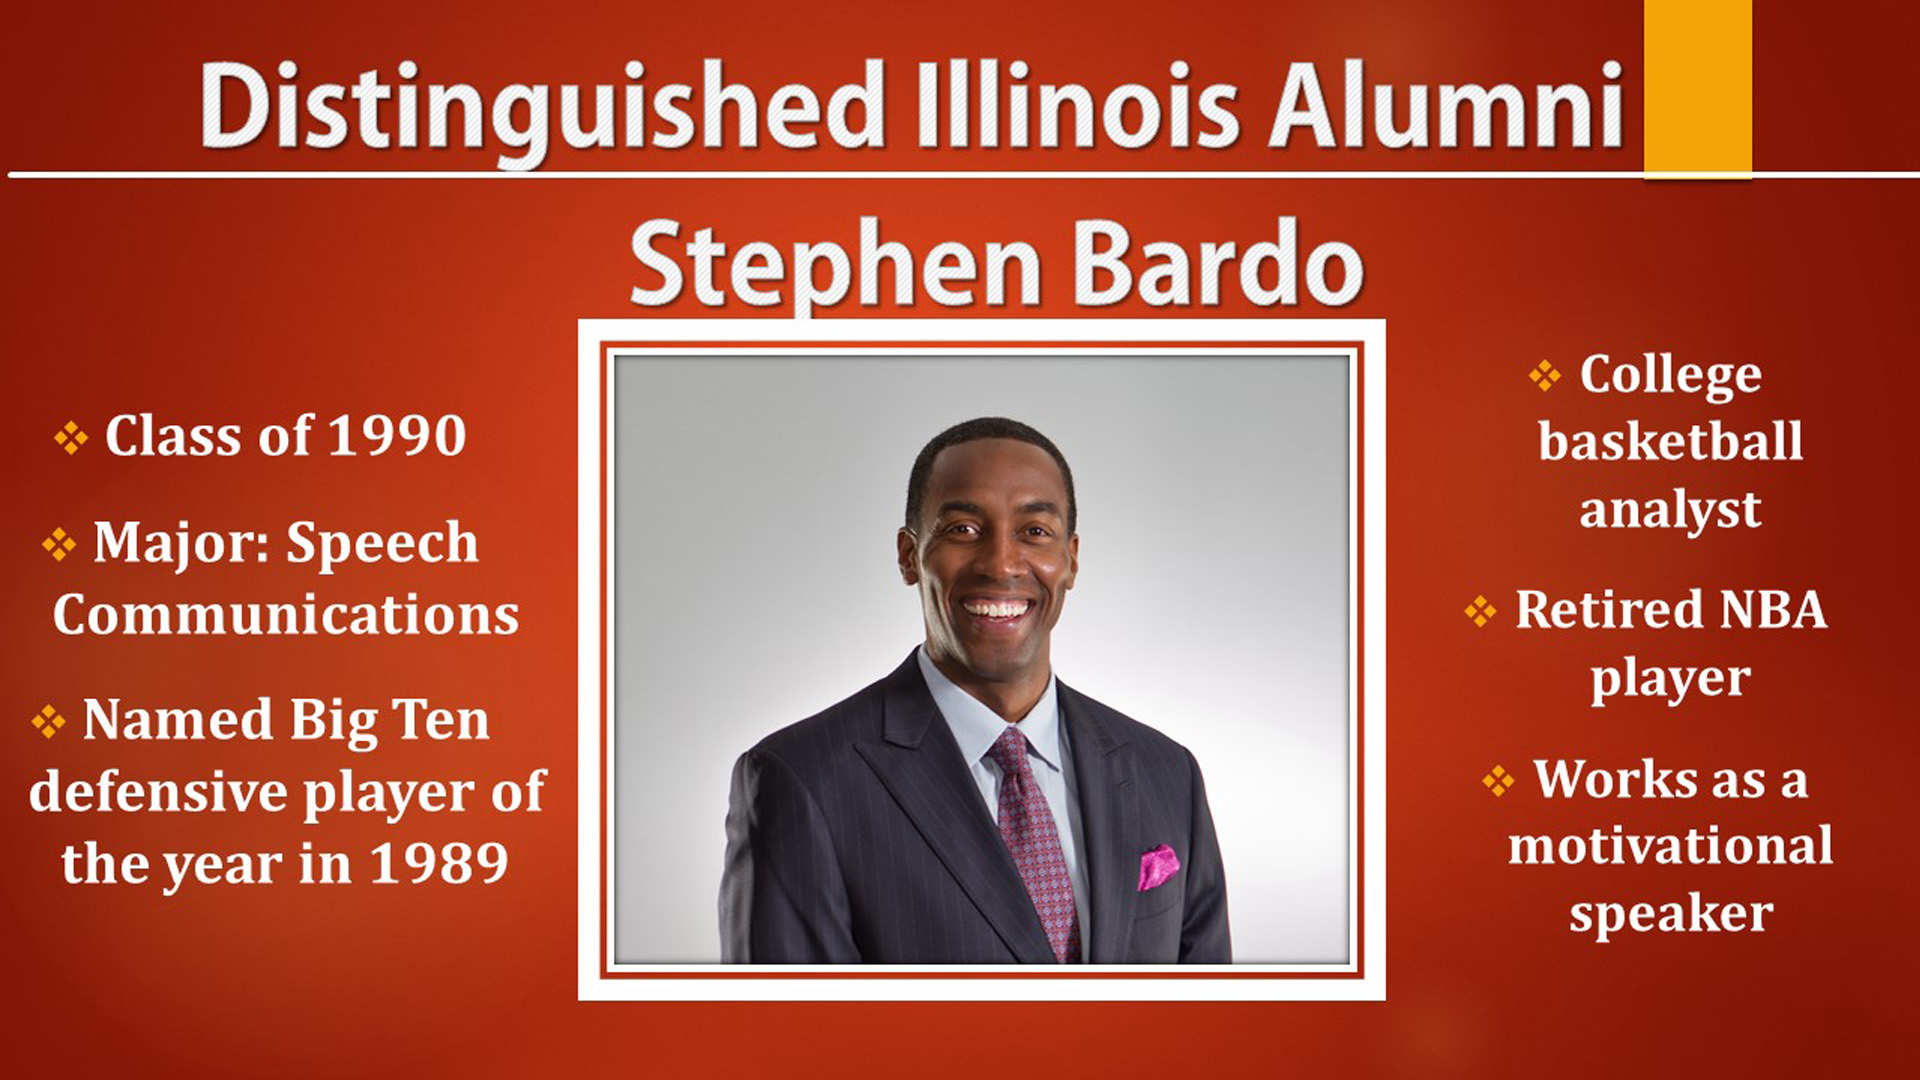 Distinguished Illinois Alumni
Stephen Bardo
❖ Class of 1990
❖ Major: Speech
Communications
❖ Named Big Ten
defensive player of
the year in 1989
❖ College
basketball
analyst
❖ Retired NBA
player
❖ Works as a
motivational
speaker